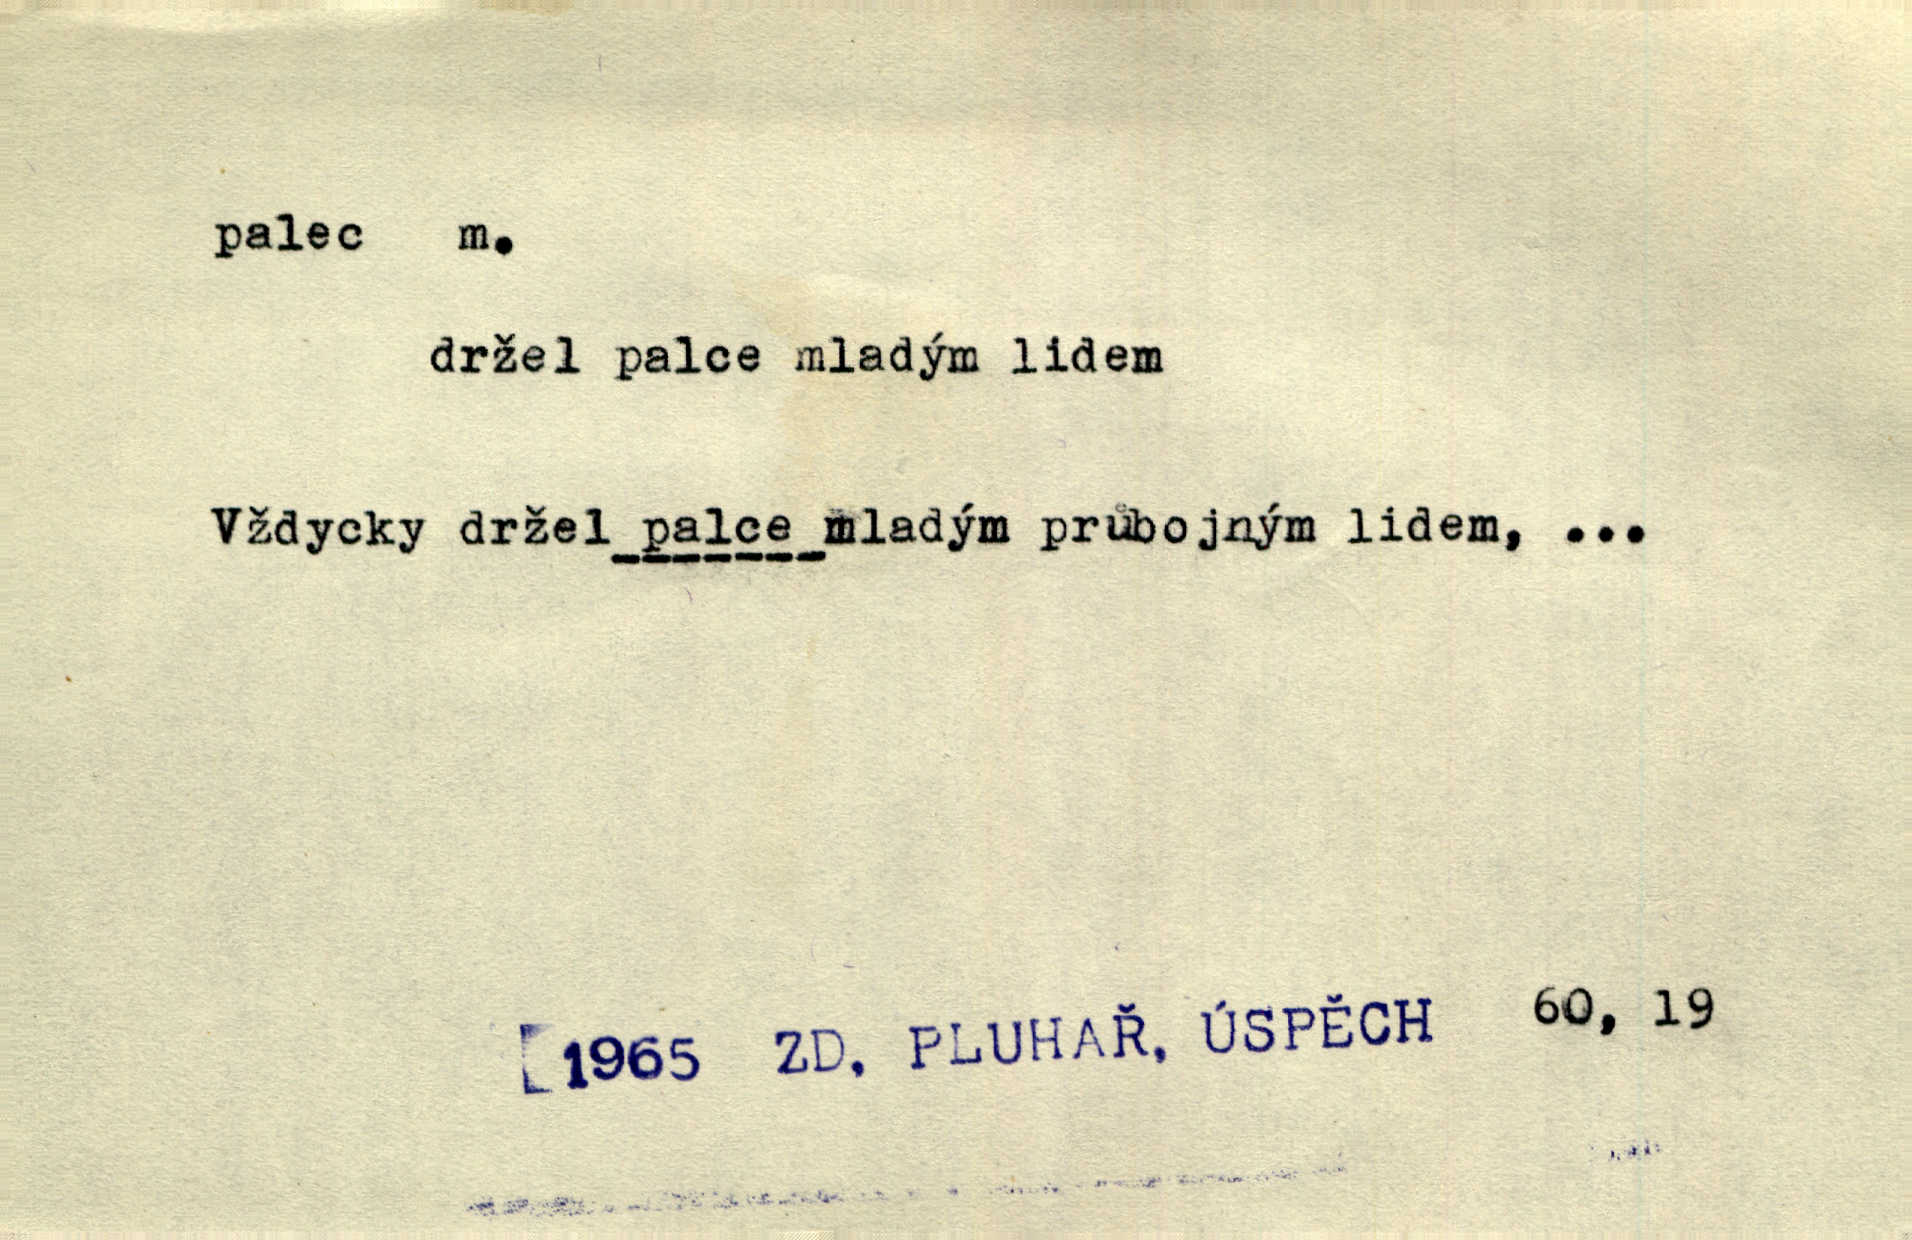 palec m.
držel palce mladým lidem
Vždycky držel palce mladým průbojným lidem, ...
[1965 ZD. PLUHAŘ, ÚSPĚCH 60, 19